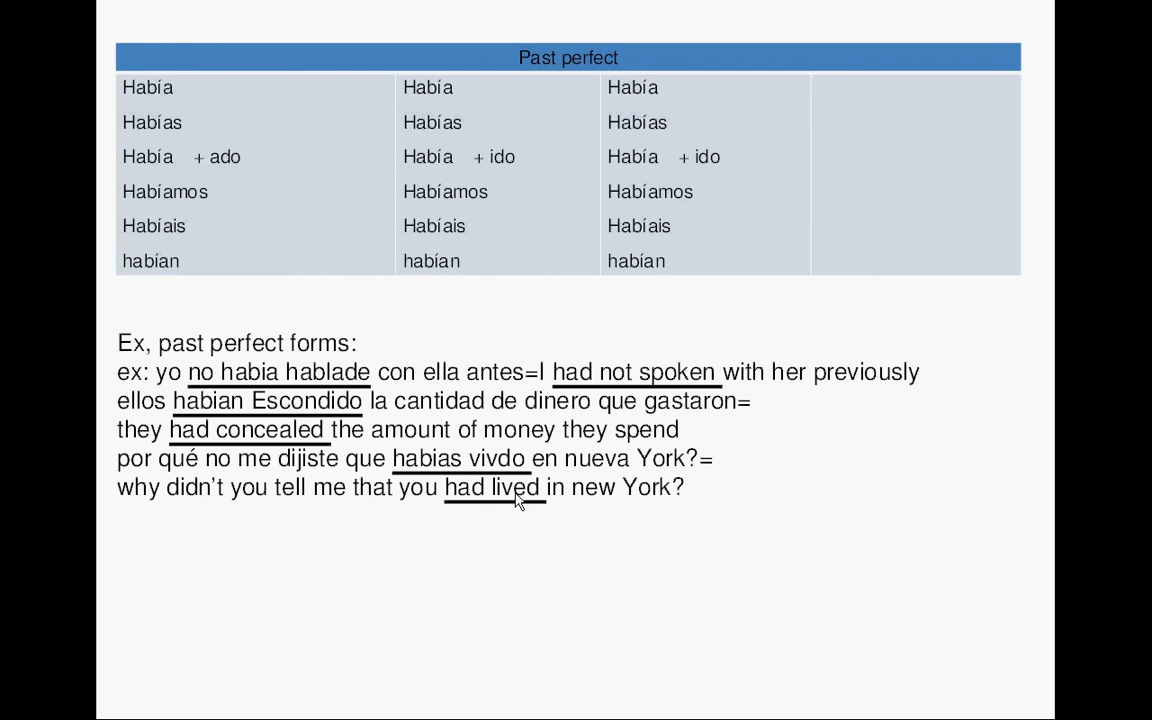 Past perfect
Había Había Había
Habías Habías Habías
Había + ado Había + ido Había + ido
Habíamos Habíamos Habíamos
Habíais Habíais Habíais
habían habían habían
Ex, past perfect forms:
ex: yo no habia hablade con ella antes=I had not spoken with her previously
ellos habian Escondido la cantidad de dinero que gastaron=
they had concealed the amount of money they spend
por qué no me dijiste que habias vivdo en nueva York?=
why didn't you tell me that you had lived in new York?